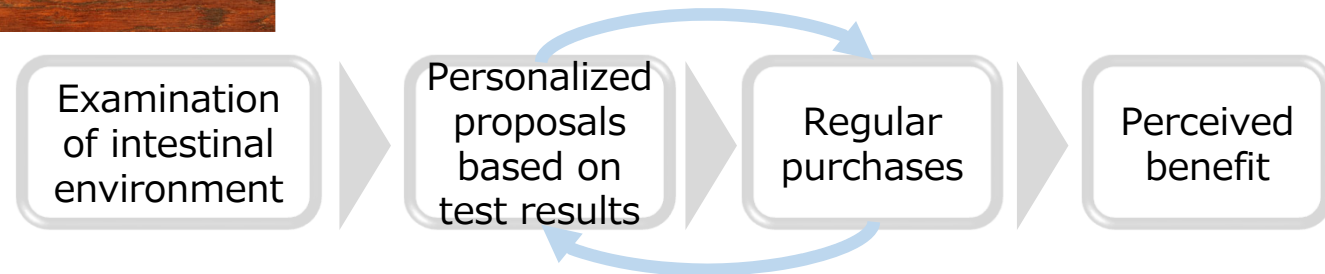 Examination
of intestinal
environment
Personalized
proposals
based on
test results
Regular
purchases
Perceived
benefit